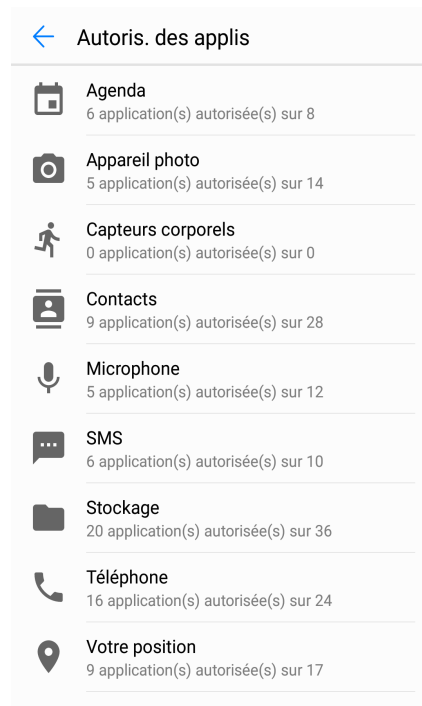 Autoris. des applis
Agenda
6 application(s) autorisée(s) sur 8
Appareil photo
5 application(s) autorisée(s) sur 14
Capteurs corporels
0 application(s) autorisée(s) sur 0
Contacts
9 application(s) autorisée(s) sur 28
Microphone
5 application(s) autorisée(s) sur 12
SMS
6 application(s) autorisée(s) sur 10
Stockage
20 application(s) autorisée(s) sur 36
Téléphone
16 application(s) autorisée(s) sur 24
Votre position
9 application(s) autorisée(s) sur 17